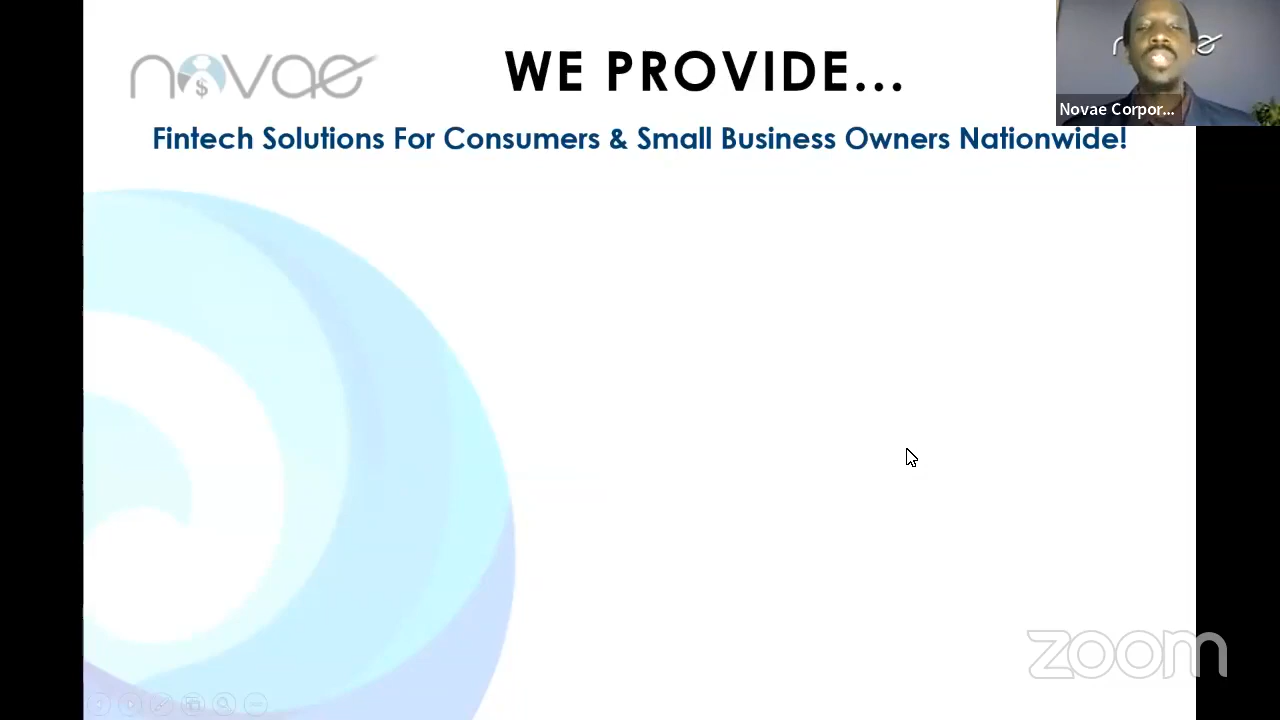 novae
WE PROVIDE...
Fintech Solutions For Consumers & Small Business Owners Nationwide!
$
Novae Corpor...
zoom